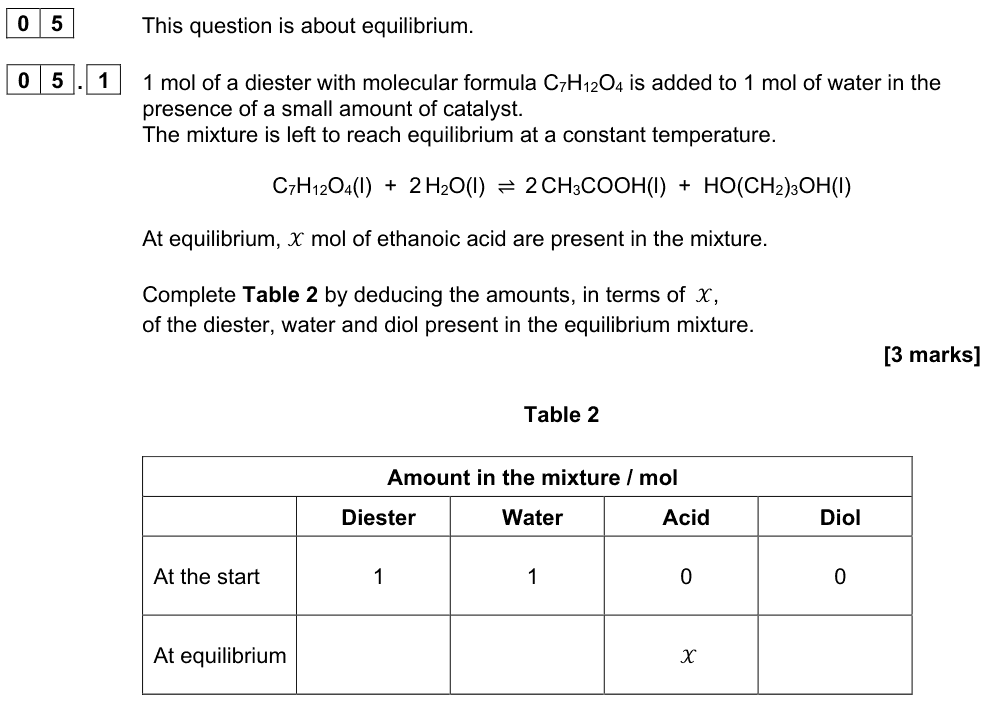 0 5 This question is about equilibrium.
0 5 . 1 1 mol of a diester with molecular formula C₇H₁₂O₄ is added to 1 mol of water in the
presence of a small amount of catalyst.
The mixture is left to reach equilibrium at a constant temperature.
C₇H₁₂O₄(l) + 2 H₂O(l) ⇌ 2 CH₃COOH(l) + HO(CH₂)₃OH(l)
At equilibrium, x mol of ethanoic acid are present in the mixture.
Complete Table 2 by deducing the amounts, in terms of x,
of the diester, water and diol present in the equilibrium mixture.
[3 marks]
Table 2
Amount in the mixture / mol
Diester Water Acid Diol
At the start 1 1 0 0
At equilibrium x